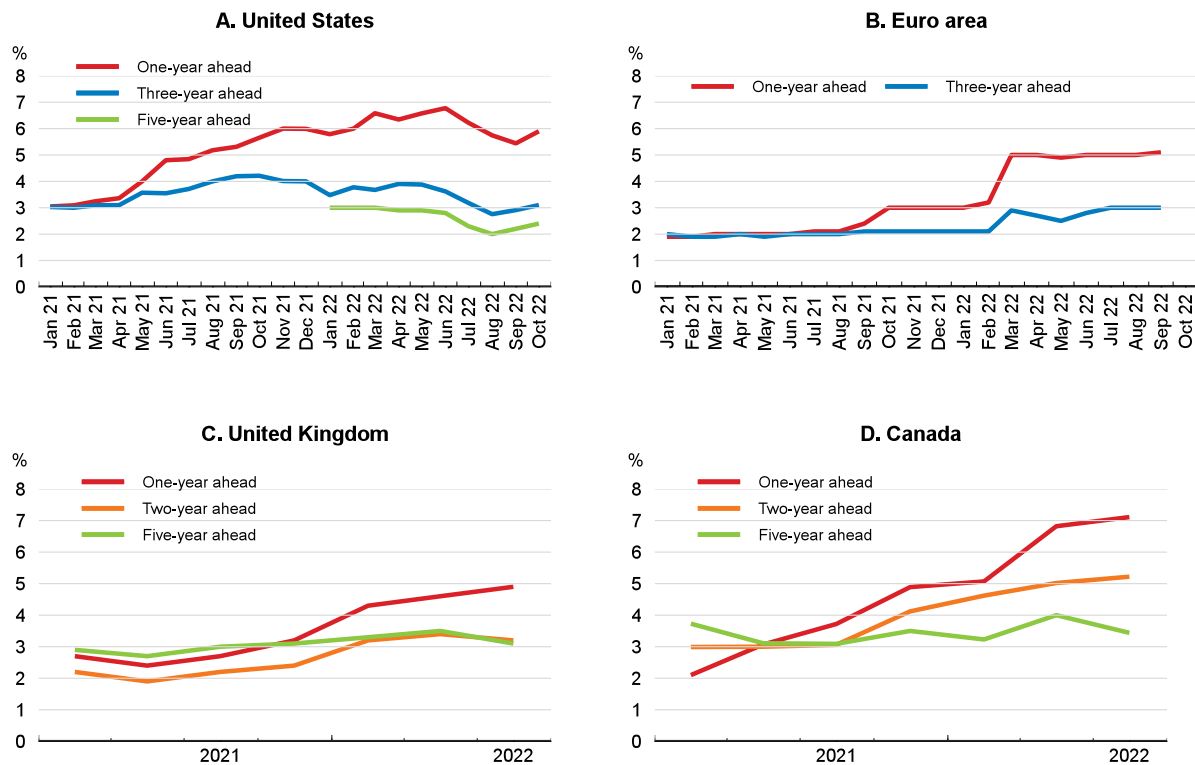 A. United States
%
One-year ahead
Three-year ahead
Five-year ahead
8
7
6
5
4
3
2
1
0
Jan 21
Feb 21
Mar 21
Apr 21
May 21
Jun 21
Jul 21
Aug 21
Sep 21
Oct 21
Nov 21
Dec 21
Jan 22
Feb 22
Mar 22
Apr 22
May 22
Jun 22
Jul 22
Aug 22
Sep 22
Oct 22
B. Euro area
%
One-year ahead
Three-year ahead
8
7
6
5
4
3
2
1
0
Jan 21
Feb 21
Mar 21
Apr 21
May 21
Jun 21
Jul 21
Aug 21
Sep 21
Oct 21
Nov 21
Dec 21
Jan 22
Feb 22
Mar 22
Apr 22
May 22
Jun 22
Jul 22
Aug 22
Sep 22
Oct 22
C. United Kingdom
%
One-year ahead
Two-year ahead
Five-year ahead
8
7
6
5
4
3
2
1
0
2021
2022
D. Canada
%
One-year ahead
Two-year ahead
Five-year ahead
8
7
6
5
4
3
2
1
0
2021
2022